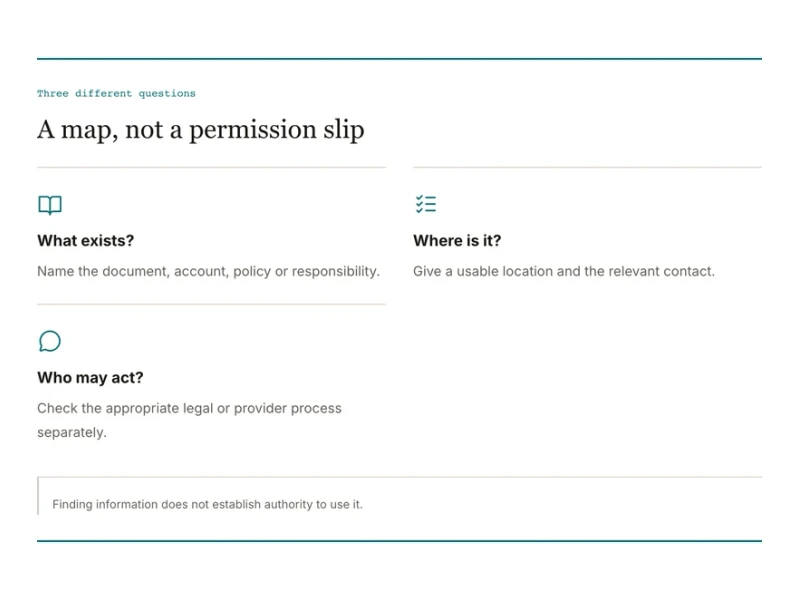 Three different questions
A map, not a permission slip
What exists?
Name the document, account, policy or responsibility.
Where is it?
Give a usable location and the relevant contact.
Who may act?
Check the appropriate legal or provider process
separately.
Finding information does not establish authority to use it.